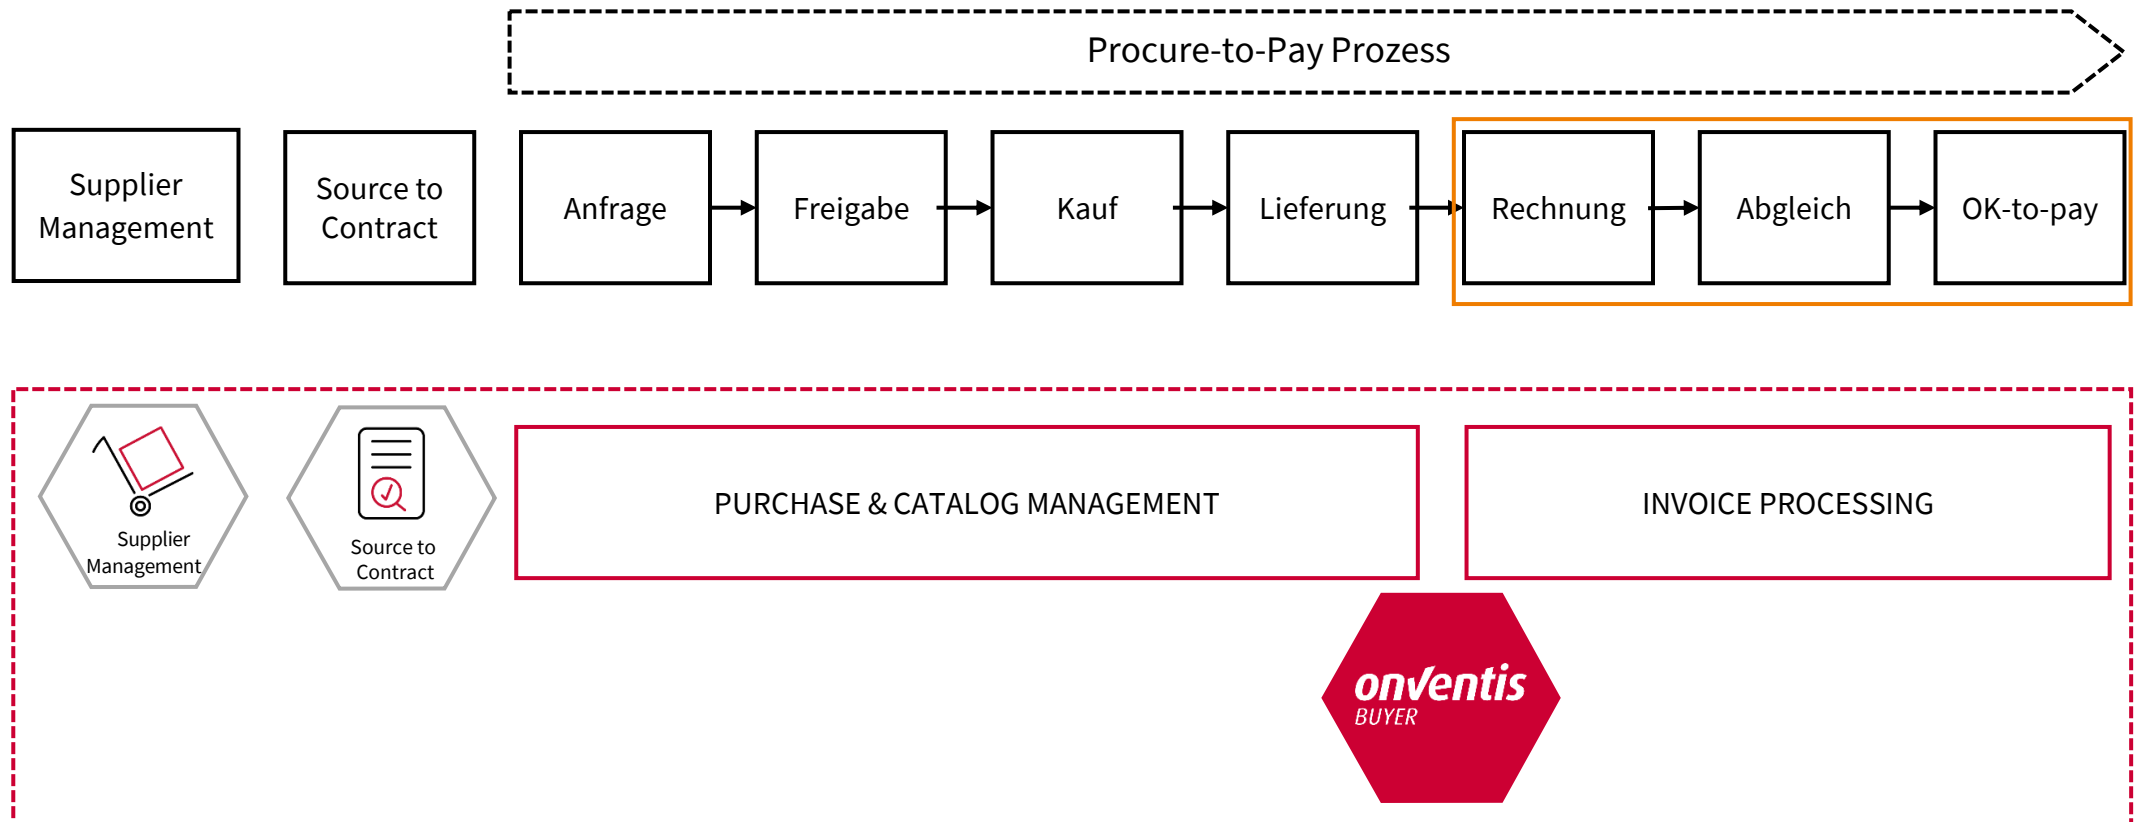 Procure-to-Pay Prozess
Supplier
Management
Source to
Contract
Anfrage
Freigabe
Kauf
Lieferung
Rechnung
Abgleich
OK-to-pay
Supplier
Management
Source to
Contract
PURCHASE & CATALOG MANAGEMENT
INVOICE PROCESSING
onventis
BUYER